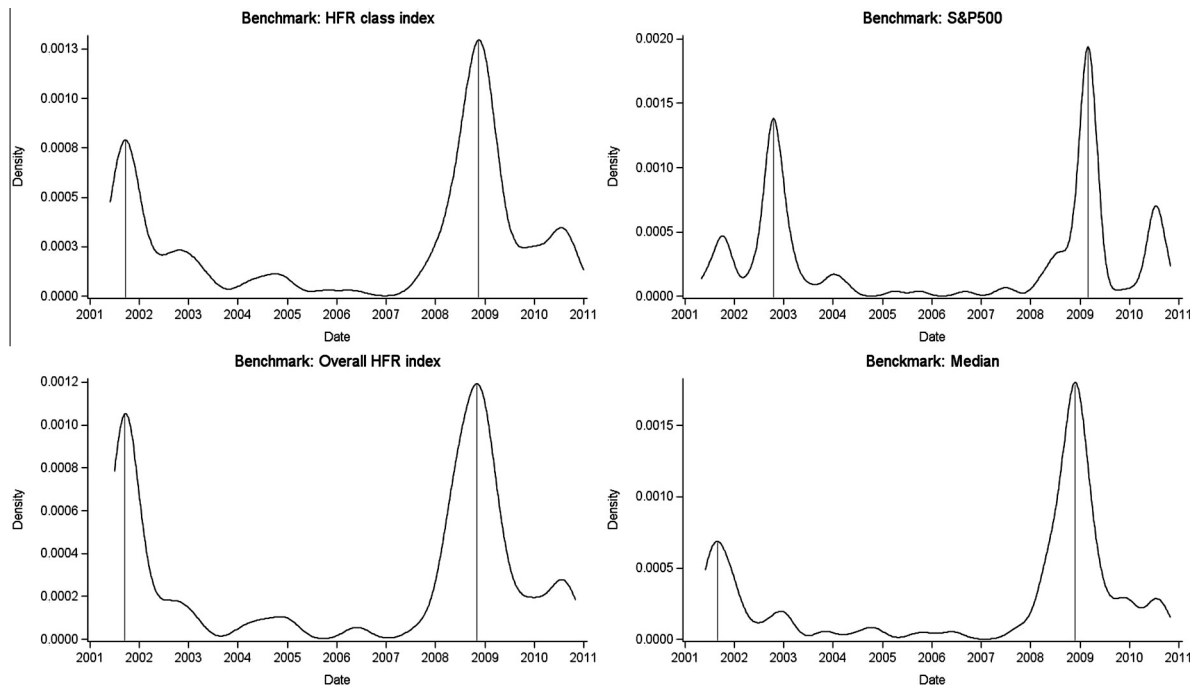 Benchmark: HFR class index
0.0013
0.0010
0.0008
0.0005
0.0003
0.0000
Density
2001 2002 2003 2004 2005 2006 2007 2008 2009 2010 2011
Date
Benchmark: S&P500
0.0020
0.0015
0.0010
0.0005
0.0000
Density
2001 2002 2003 2004 2005 2006 2007 2008 2009 2010 2011
Date
Benchmark: Overall HFR index
0.0012
0.0010
0.0008
0.0006
0.0004
0.0002
0.0000
Density
2001 2002 2003 2004 2005 2006 2007 2008 2009 2010 2011
Date
Benckmark: Median
0.0015
0.0010
0.0005
0.0000
Density
2001 2002 2003 2004 2005 2006 2007 2008 2009 2010 2011
Date